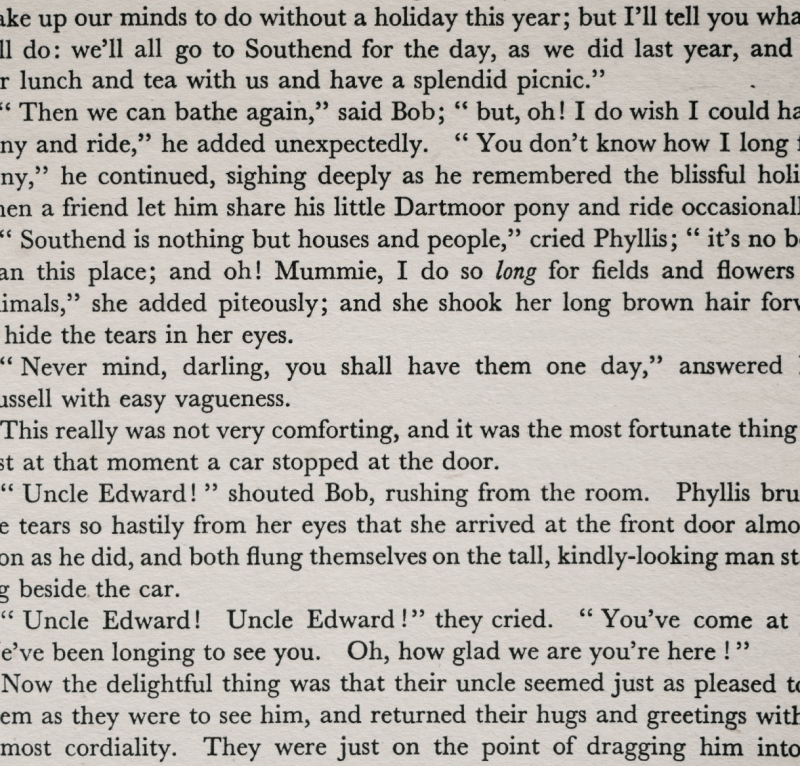 ake up our minds to do without a holiday this year; but I'll tell you wha
ll do: we'll all go to Southend for the day, as we did last year, and
r lunch and tea with us and have a splendid picnic."
" Then we can bathe again," said Bob; " but, oh! I do wish I could ha
ny and ride," he added unexpectedly. " You don't know how I long f
ny," he continued, sighing deeply as he remembered the blissful holi
hen a friend let him share his little Dartmoor pony and ride occasionall
" Southend is nothing but houses and people," cried Phyllis; " it's no b
an this place; and oh! Mummie, I do so long for fields and flowers
imals," she added piteously; and she shook her long brown hair forw
hide the tears in her eyes.
" Never mind, darling, you shall have them one day," answered
ussell with easy vagueness.
This really was not very comforting, and it was the most fortunate thing
st at that moment a car stopped at the door.
" Uncle Edward! " shouted Bob, rushing from the room. Phyllis bru
e tears so hastily from her eyes that she arrived at the front door almo
on as he did, and both flung themselves on the tall, kindly-looking man st
g beside the car.
" Uncle Edward! Uncle Edward!" they cried. " You've come at
e've been longing to see you. Oh, how glad we are you're here ! "
Now the delightful thing was that their uncle seemed just as pleased to
em as they were to see him, and returned their hugs and greetings with
most cordiality. They were just on the point of dragging him into